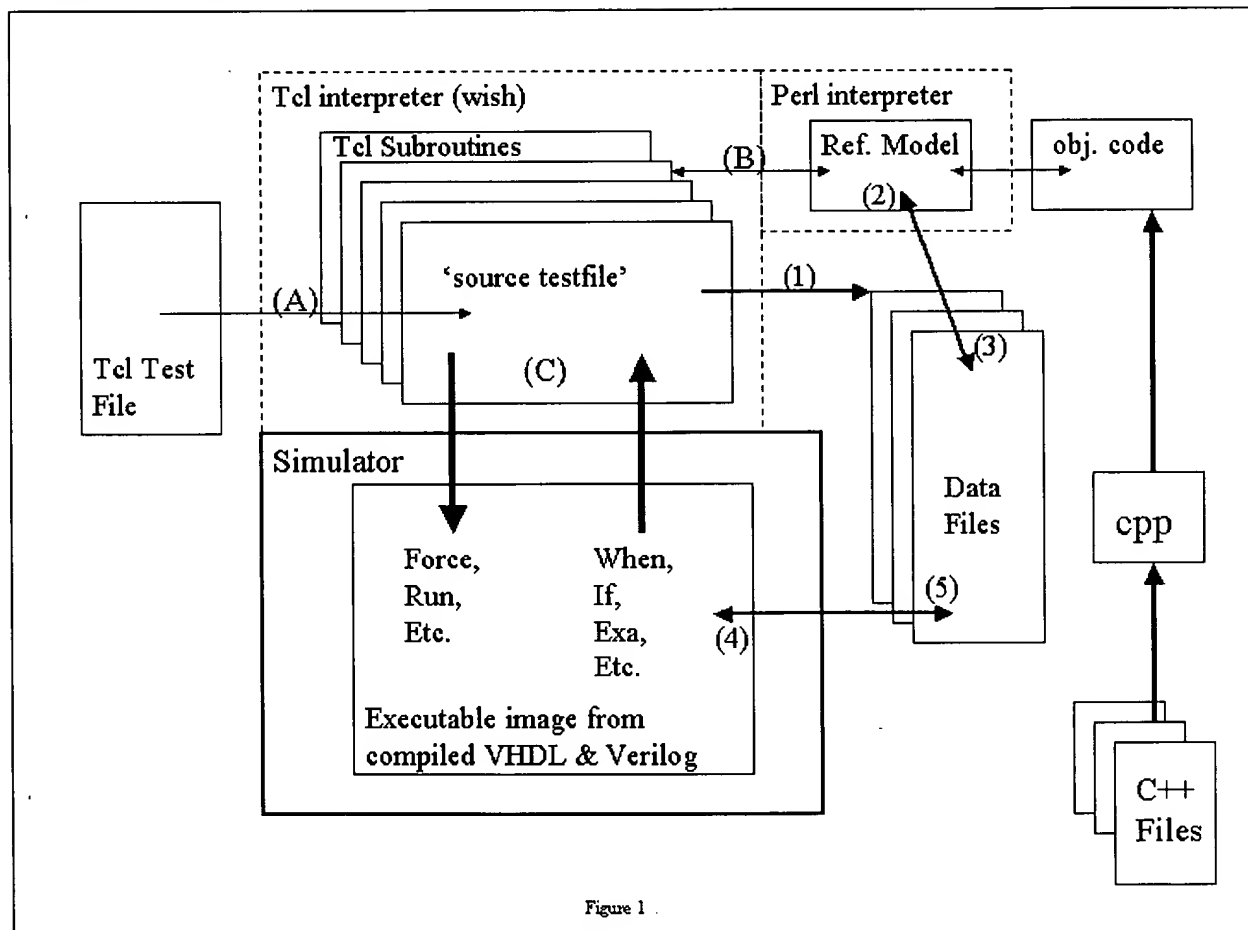 Tcl interpreter (wish)
Perl interpreter
Tcl Subroutines
Ref. Model
obj. code
(B)
(2)
‘source testfile’
(1)
(A)
(3)
Tcl Test
File
(C)
Simulator
Data
Files
cpp
Force,
Run,
Etc.
When,
If,
Exa,
Etc.
(5)
(4)
Executable image from
compiled VHDL & Verilog
C++
Files
Figure 1